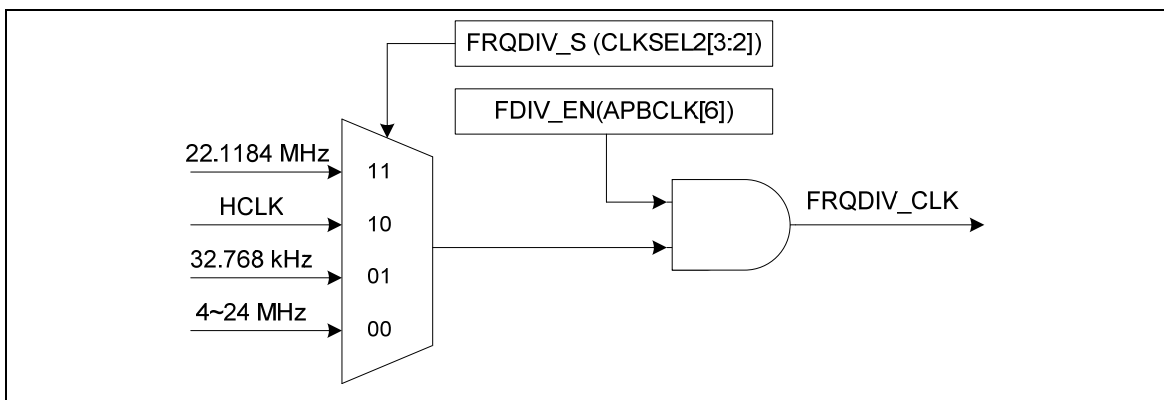 FRQDIV_S (CLKSEL2[3:2])
FDIV_EN(APBCLK[6])
22.1184 MHz
11
HCLK
10
32.768 kHz
01
4~24 MHz
00
FRQDIV_CLK